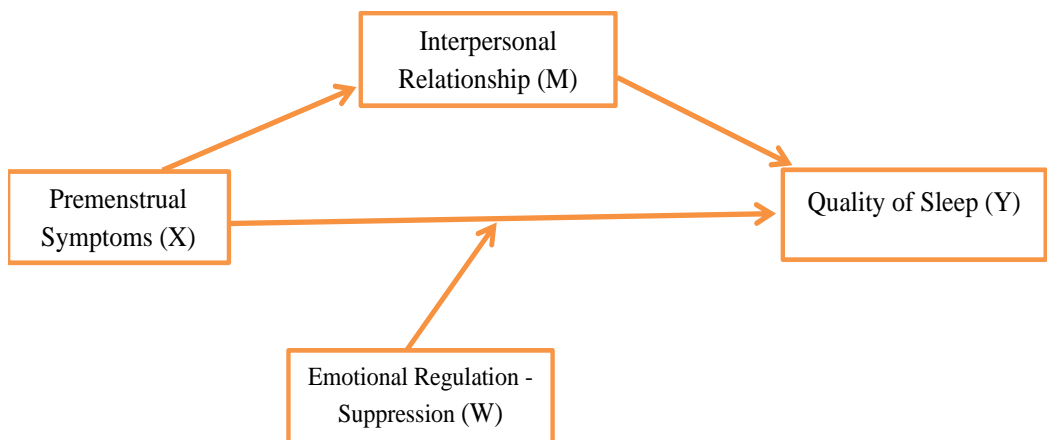 Interpersonal
Relationship (M)
Premenstrual
Symptoms (X)
Quality of Sleep (Y)
Emotional Regulation -
Suppression (W)